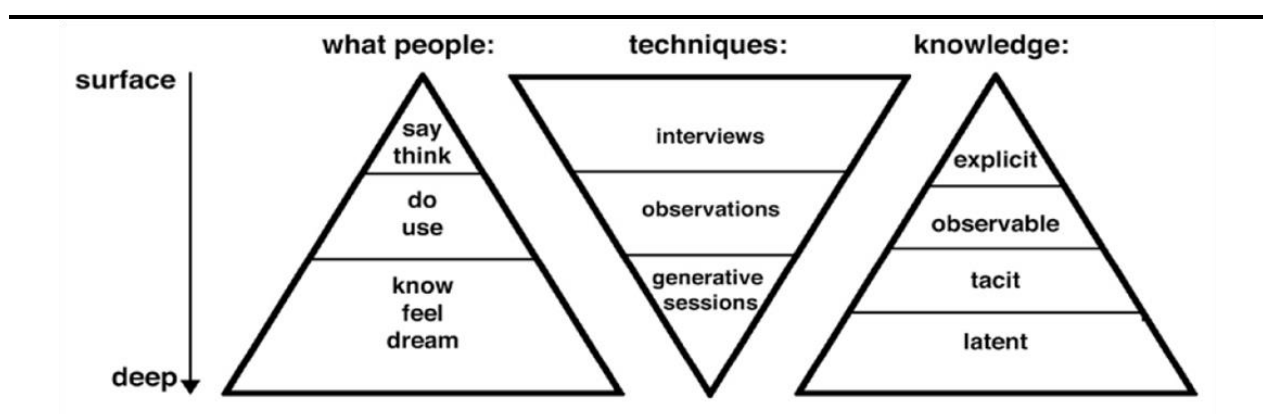 what people:
techniques:
knowledge:
surface
say
think
do
use
know
feel
dream
interviews
observations
generative
sessions
explicit
observable
tacit
latent
deep